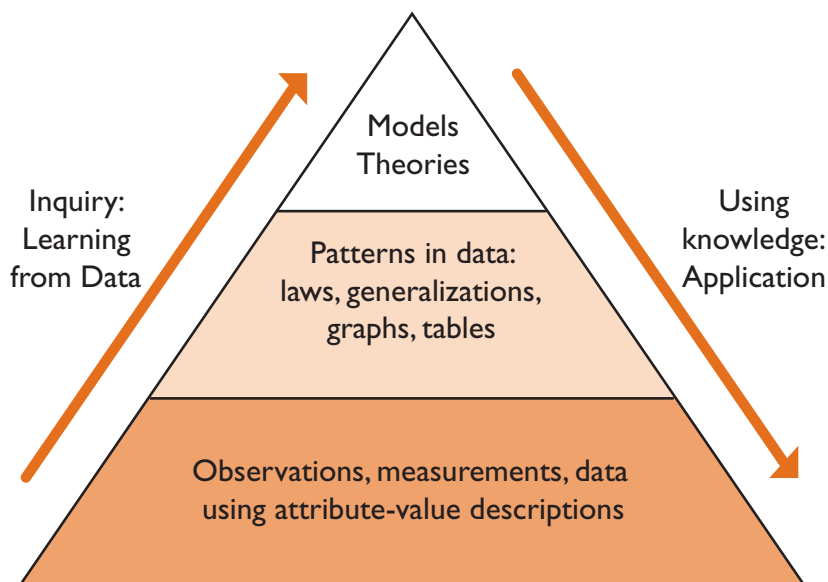 Models
Theories
Inquiry:
Learning
from Data
Using
knowledge:
Application
Patterns in data:
laws, generalizations,
graphs, tables
Observations, measurements, data
using attribute-value descriptions